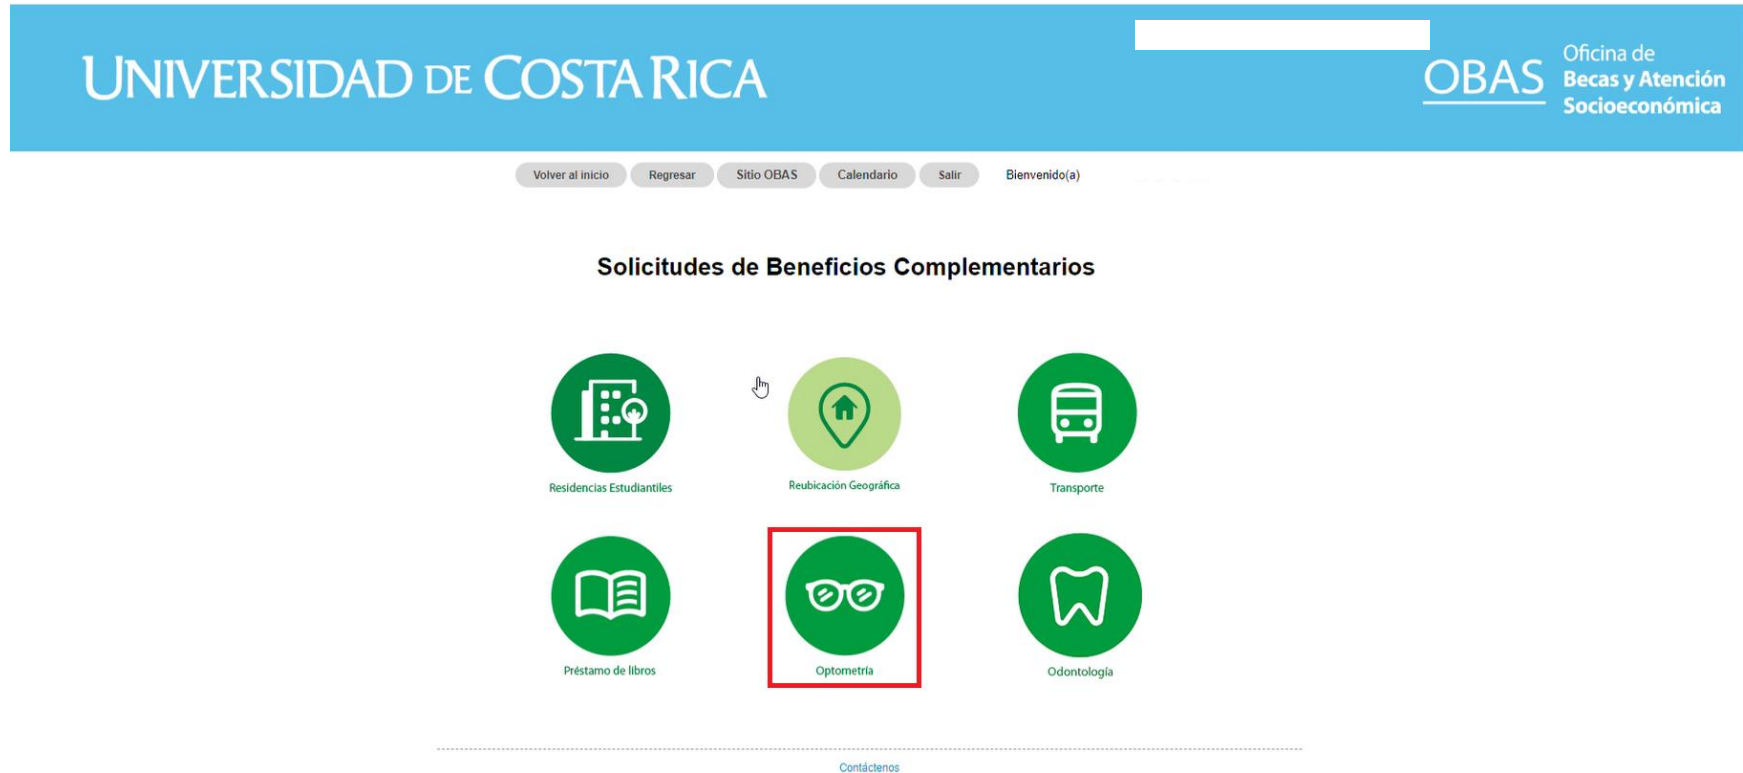 UNIVERSIDAD DE COSTA RICA
OBAS
Oficina de
Becas y Atención
Socioeconómica
Volver al inicio Regresar Sitio OBAS Calendario Salir Bienvenido(a)
Solicitudes de Beneficios Complementarios
Residencias Estudiantiles Reubicación Geográfica Transporte
Préstamo de libros Optometría Odontología
Contáctenos